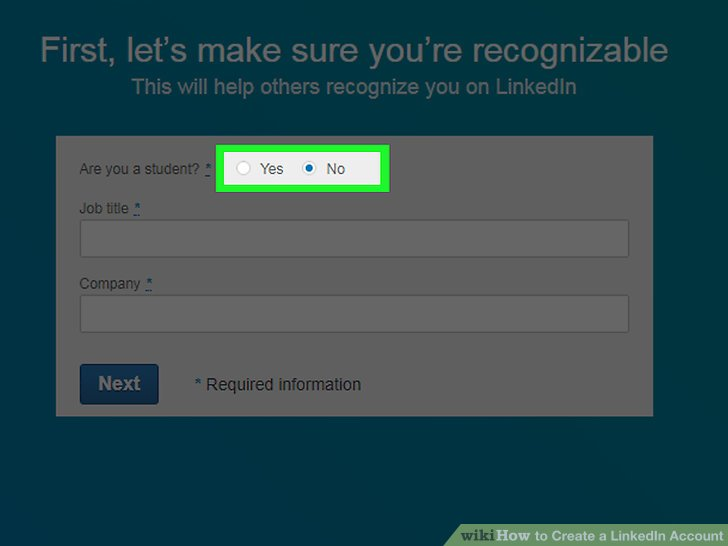 First, let's make sure you're recognizable
This will help others recognize you on LinkedIn
Are you a student? * Yes No
Job title *
Company *
Next * Required information
wikiHow to Create a LinkedIn Account